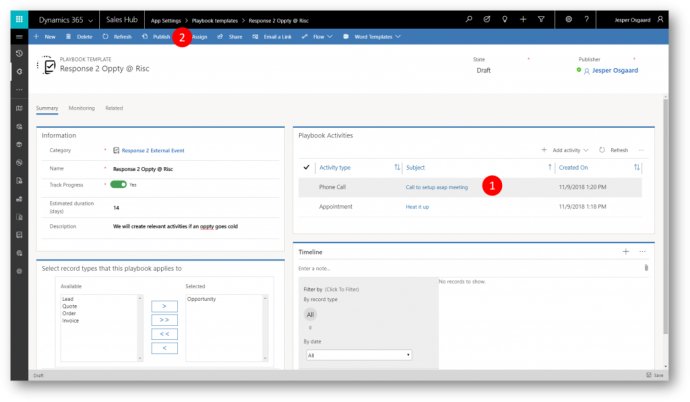 Dynamics 365 Sales Hub App Settings > Playbook templates > Response 2 Oppty @ Risc Jesper Osgaard
+ New Delete Refresh Publish 2 Assign Share Email a Link Flow Word Templates
PLAYBOOK TEMPLATE
Response 2 Oppty @ Risc
State
Draft
Publisher
Jesper Osgaard
Summary Monitoring Related
Information
Category * Response 2 External Event
Name * Response 2 Oppty @ Risc
Track Progress * Yes
Estimated duration (days) 14
Description We will create relevant activities if an oppty goes cold
Select record types that this playbook applies to
Available
Lead
Quote
Order
Invoice
>
>>
<<
<
Selected
Opportunity
Playbook Activities
+ Add activity Refresh ...
Activity type Subject Created On
Phone Call Call to setup asap meeting 1 11/9/2018 1:20 PM
Appointment Heat it up 11/9/2018 1:18 PM
Timeline
Enter a note...
Filter by (Click To Filter)
By record type
All
0
By date
All
No records to show.
Draft Save